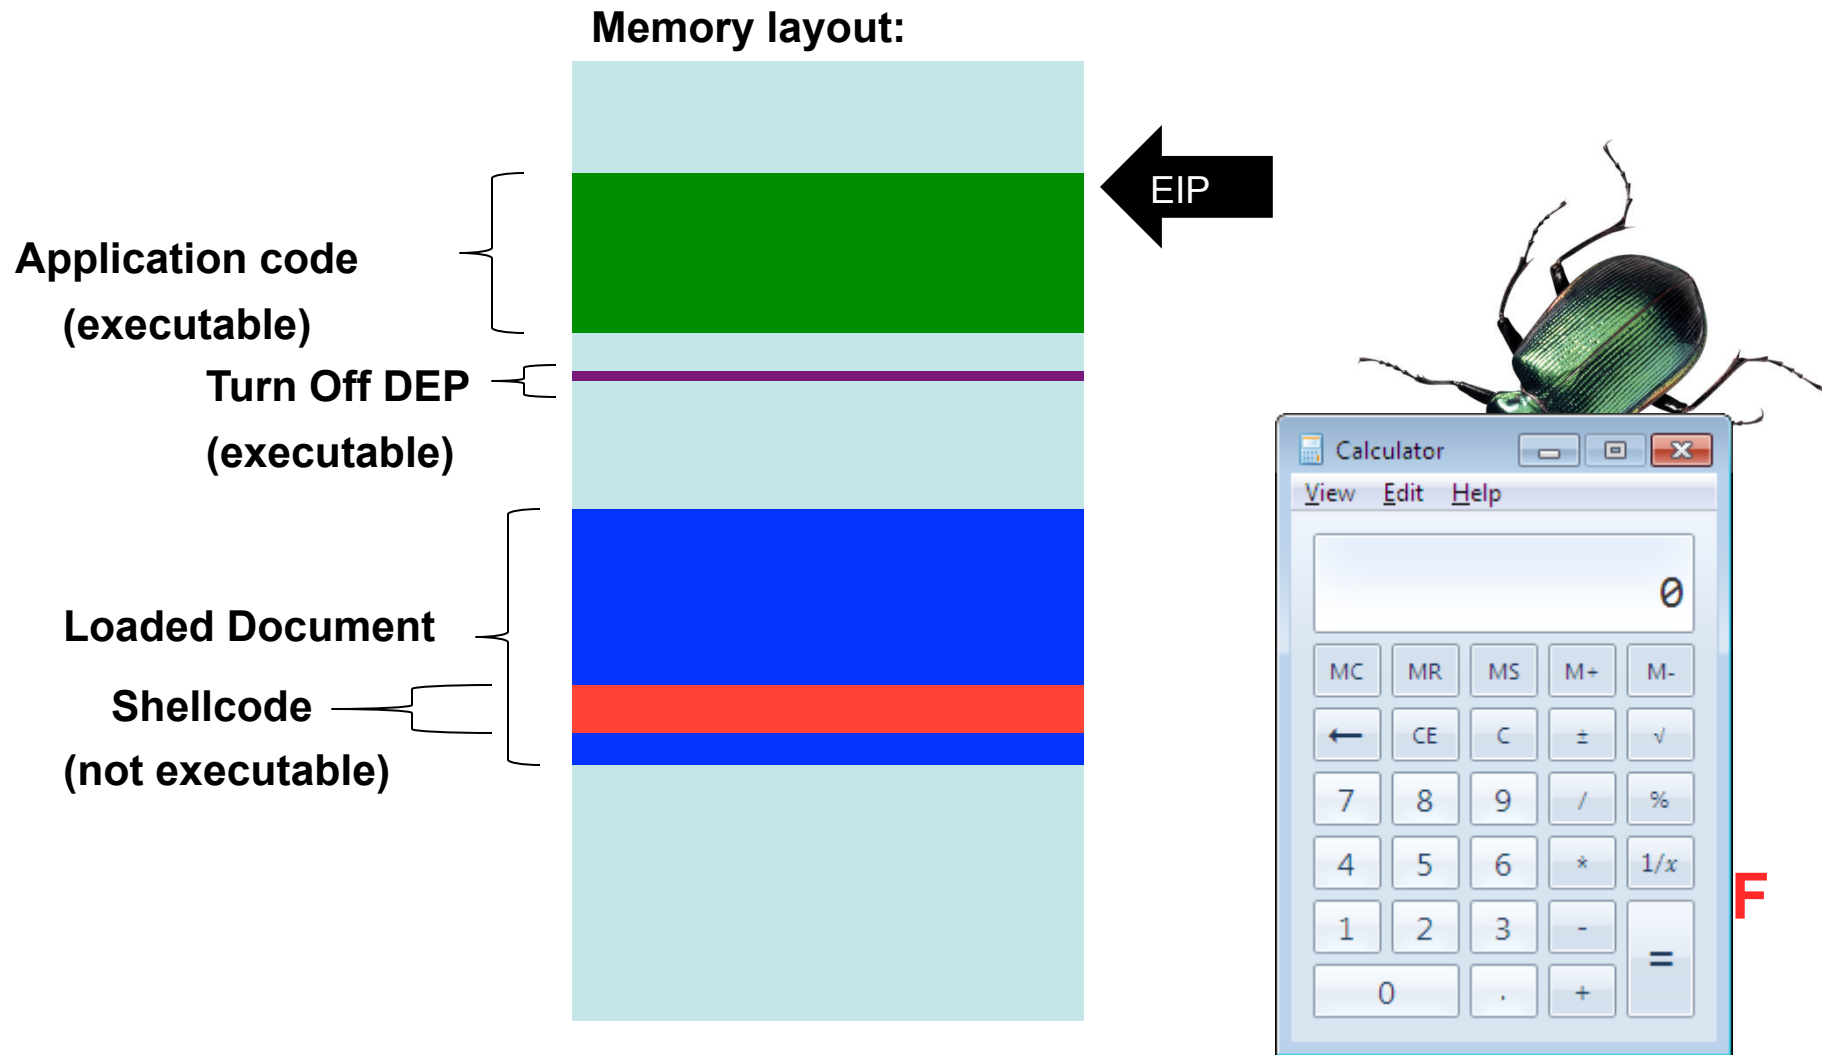 Memory layout:
EIP
Application code
(executable)
Turn Off DEP
(executable)
Loaded Document
Shellcode
(not executable)
Calculator
View Edit Help
0
MC MR MS M+ M-
← CE C ± √
7 8 9 / %
4 5 6 * 1/x
1 2 3 - =
0 . +
F